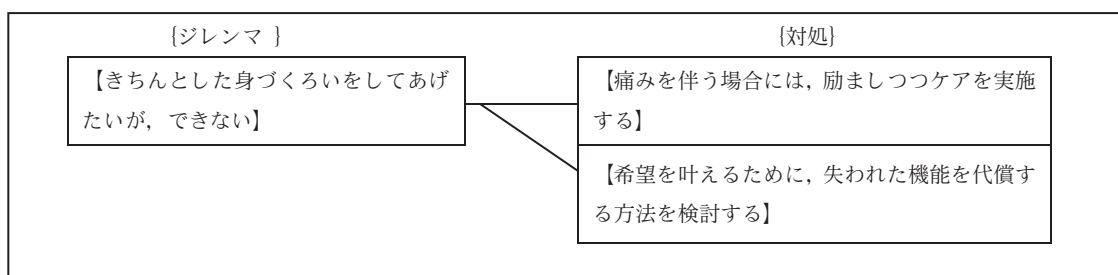 {ジレンマ }
{対処}
【きちんとした身づくろいをしてあげ
たいが，できない】
【痛みを伴う場合には，励ましつつケアを実施
する】
【希望を叶えるために，失われた機能を代償す
る方法を検討する】